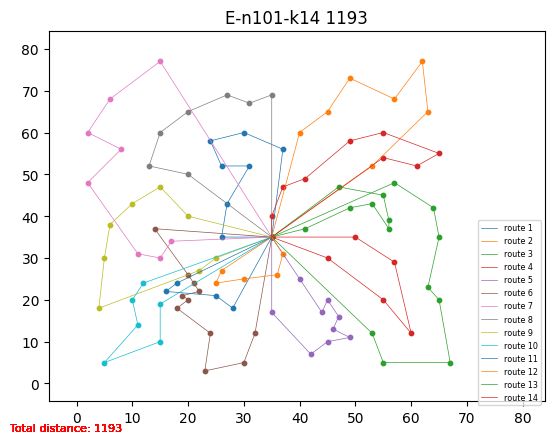 E-n101-k14 1193
80
70
60
50
40
30
20
10
0
0 10 20 30 40 50 60 70 80
route 1
route 2
route 3
route 4
route 5
route 6
route 7
route 8
route 9
route 10
route 11
route 12
route 13
route 14
Total distance: 1193